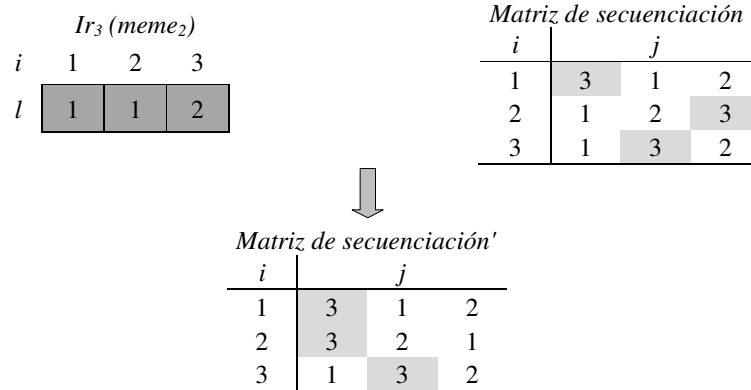 Ir₃ (meme₂)
i 1 2 3
l 1 1 2
Matriz de secuenciación
i j
1 3 1 2
2 1 2 3
3 1 3 2
Matriz de secuenciación'
i j
1 3 1 2
2 3 2 1
3 1 3 2